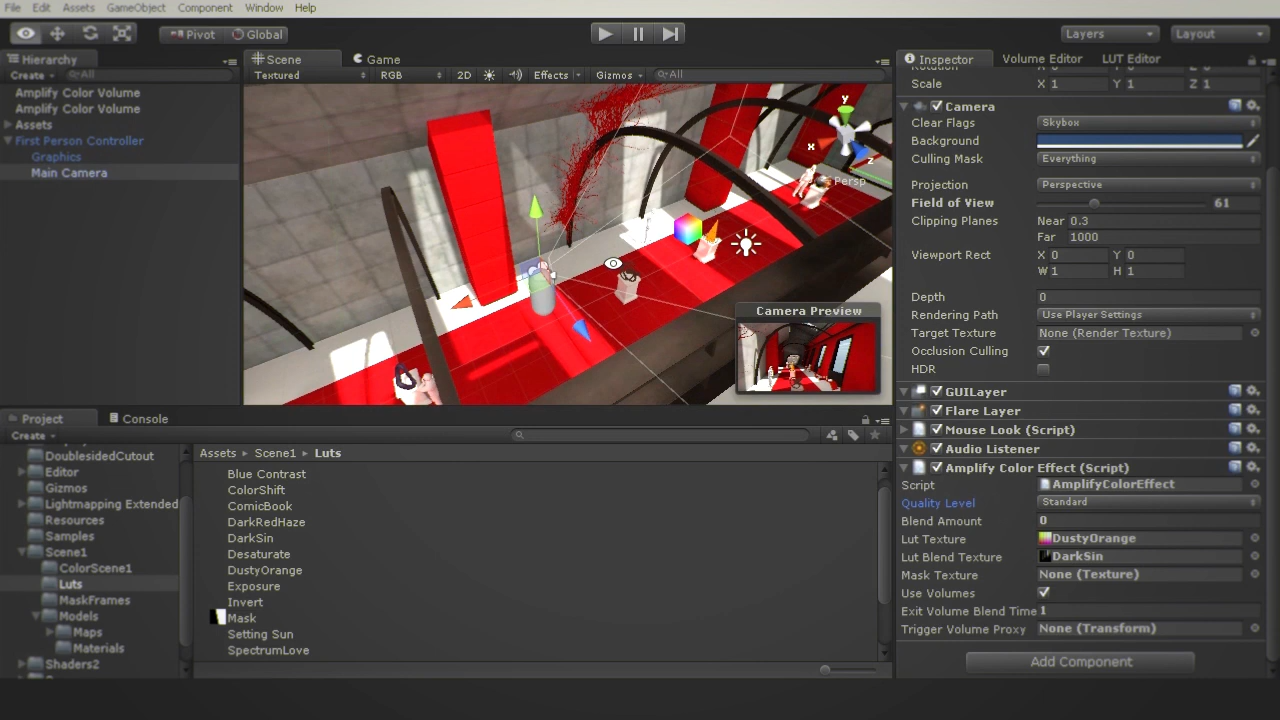 File Edit Assets GameObject Component Window Help
Pivot Global Layers Layout
Hierarchy
Create All
Amplify Color Volume
Amplify Color Volume
Assets
First Person Controller
Graphics
Main Camera
Scene Game
Textured RGB 2D Effects Gizmos All
y
x
z
Persp
Camera Preview
Project Console
Create
DoublesidedCutout
Editor
Gizmos
Lightmapping Extended
Resources
Samples
Scene1
ColorScene1
Luts
MaskFrames
Models
Maps
Materials
Shaders2
Assets Scene1 Luts
Blue Contrast
ColorShift
ComicBook
DarkRedHaze
DarkSin
Desaturate
DustyOrange
Exposure
Invert
Mask
Setting Sun
SpectrumLove
Inspector Volume Editor LUT Editor
Scale X 1 Y 1 Z 1
Camera
Clear Flags Skybox
Background
Culling Mask Everything
Projection Perspective
Field of View 61
Clipping Planes Near 0.3
Far 1000
Viewport Rect X 0 Y 0
W 1 H 1
Depth 0
Rendering Path Use Player Settings
Target Texture None (Render Texture)
Occlusion Culling
HDR
GUILayer
Flare Layer
Mouse Look (Script)
Audio Listener
Amplify Color Effect (Script)
Script AmplifyColorEffect
Quality Level Standard
Blend Amount 0
Lut Texture DustyOrange
Lut Blend Texture DarkSin
Mask Texture None (Texture)
Use Volumes
Exit Volume Blend Time 1
Trigger Volume Proxy None (Transform)
Add Component